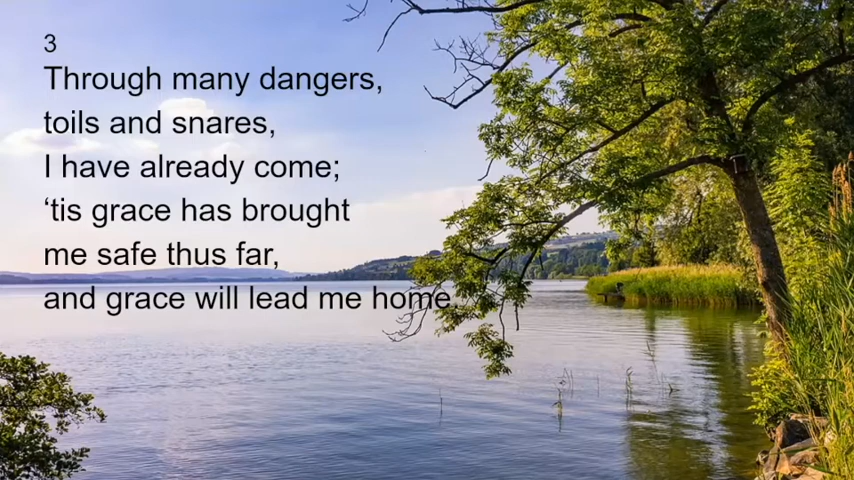 3
Through many dangers,
toils and snares,
I have already come;
‘tis grace has brought
me safe thus far,
and grace will lead me home.